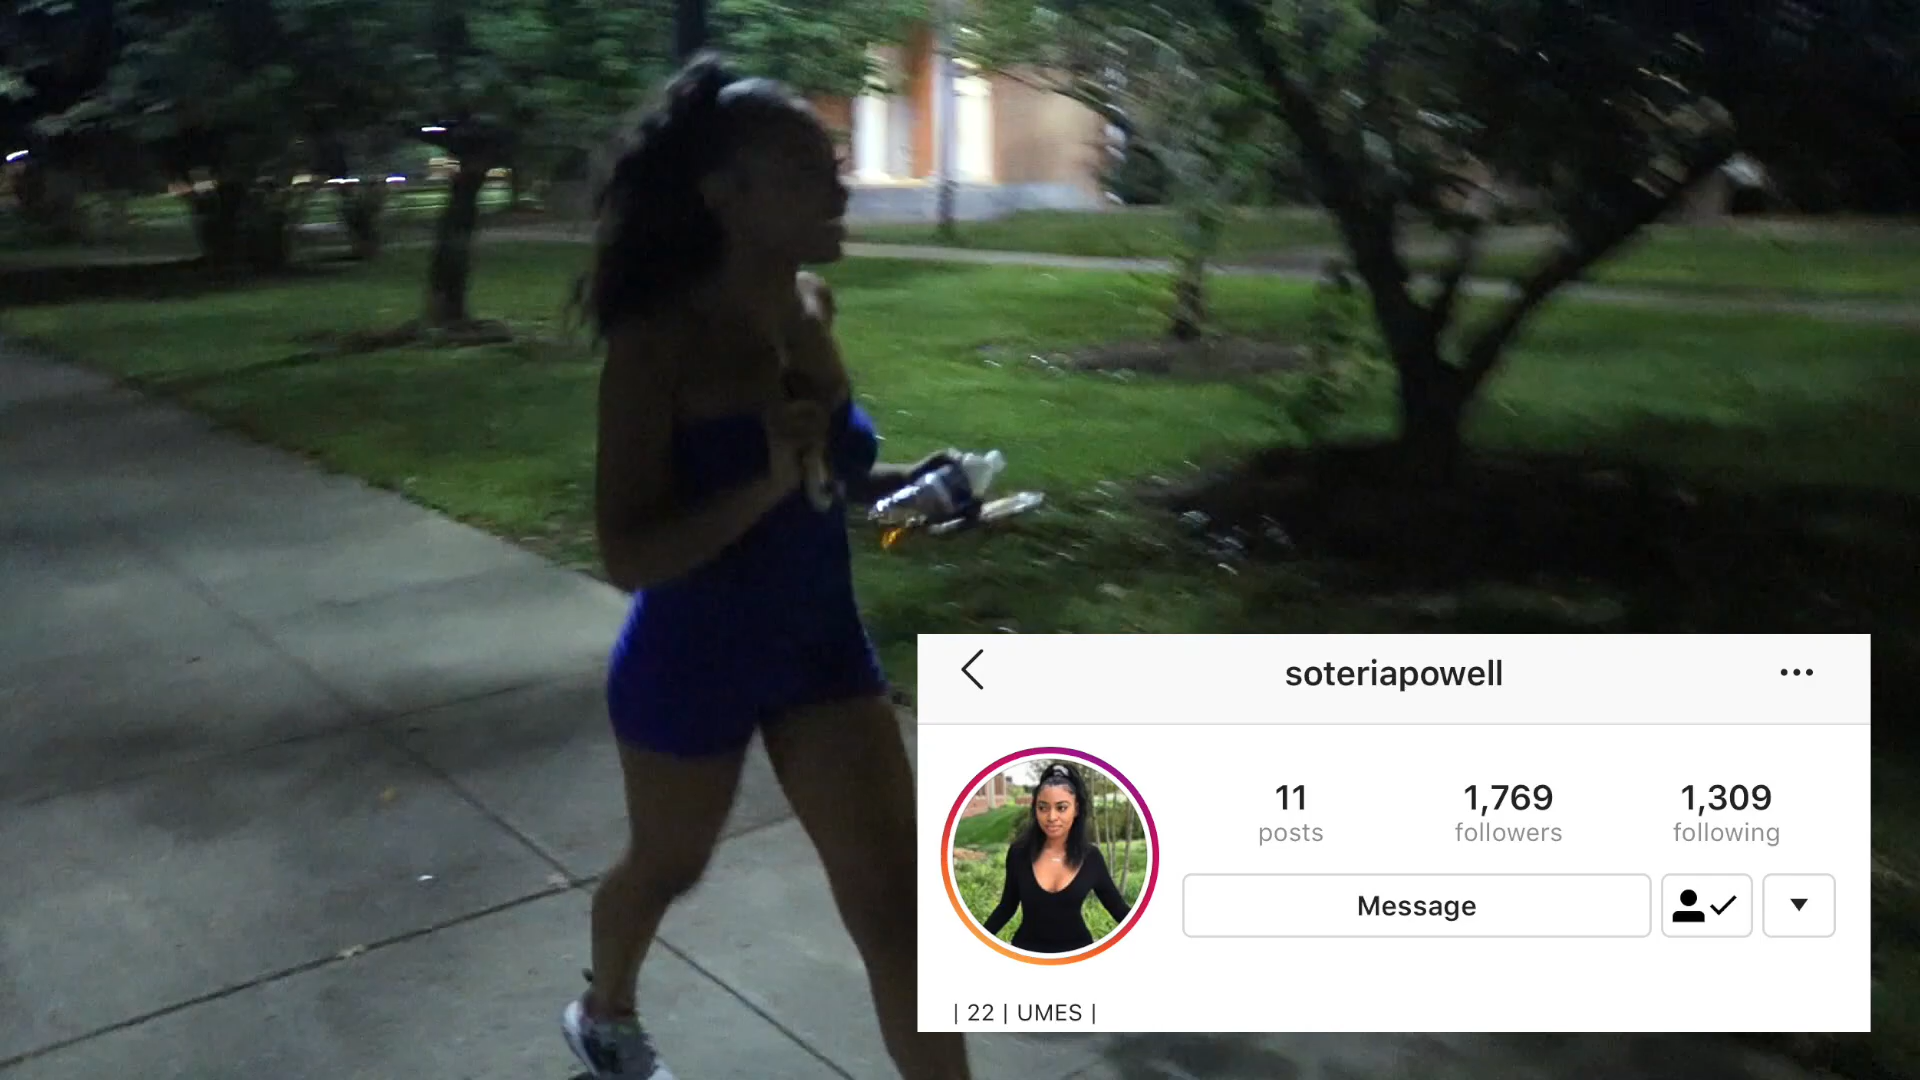 soteriapowell
11 1,769 1,309
posts followers following
Message
| 22 | UMES |